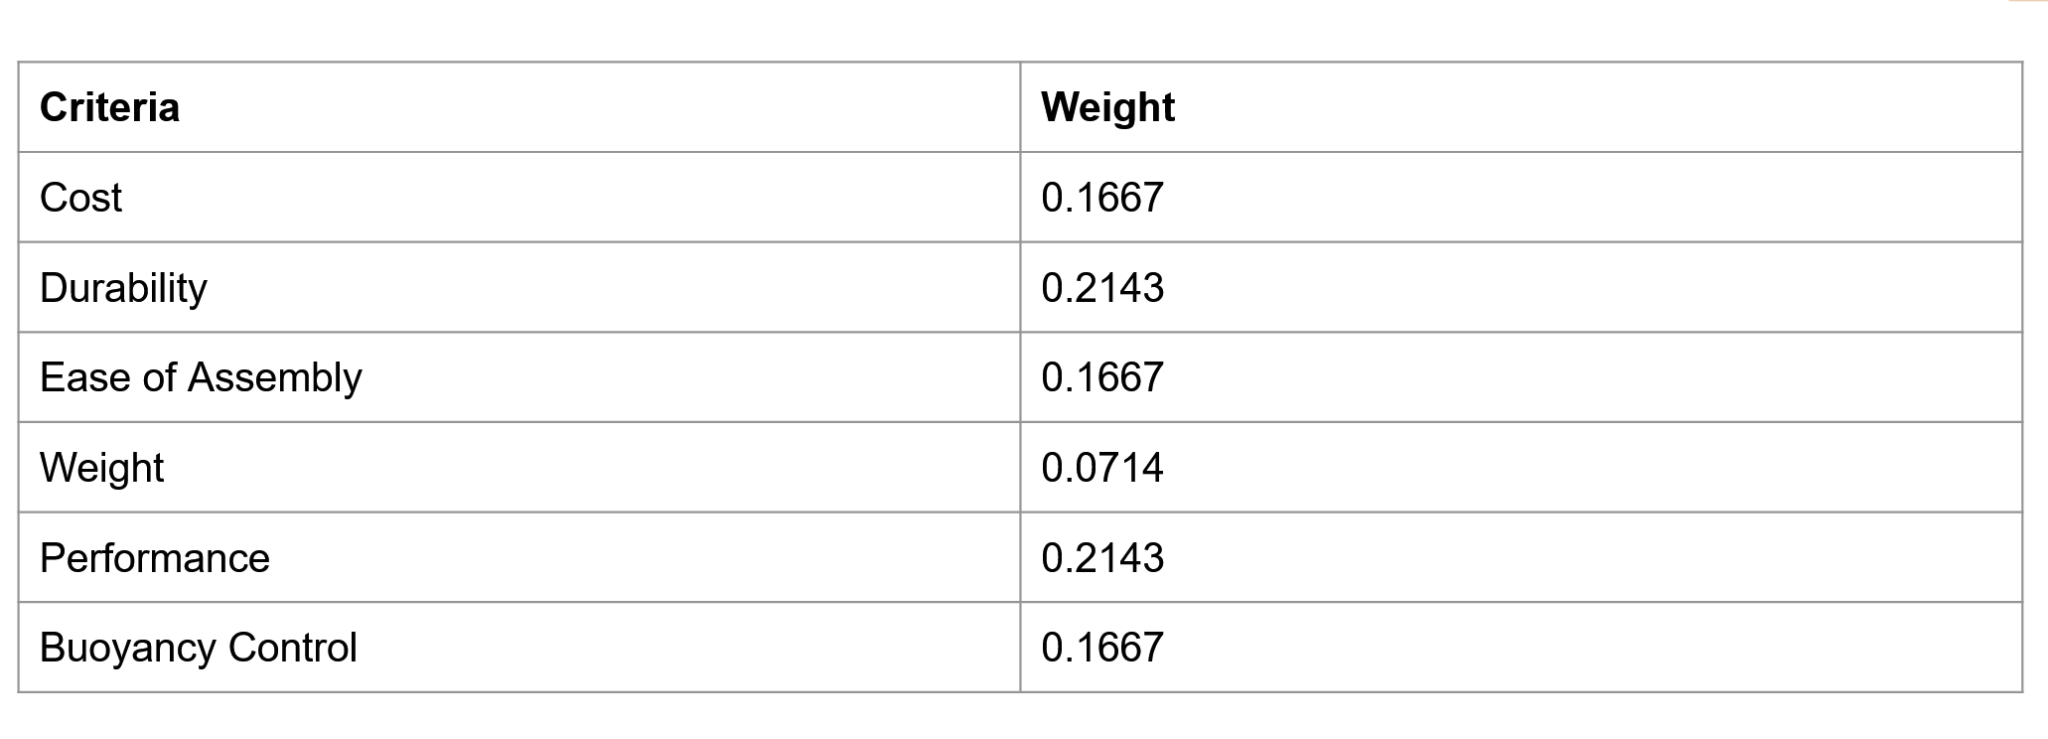 Criteria Weight
Cost 0.1667
Durability 0.2143
Ease of Assembly 0.1667
Weight 0.0714
Performance 0.2143
Buoyancy Control 0.1667